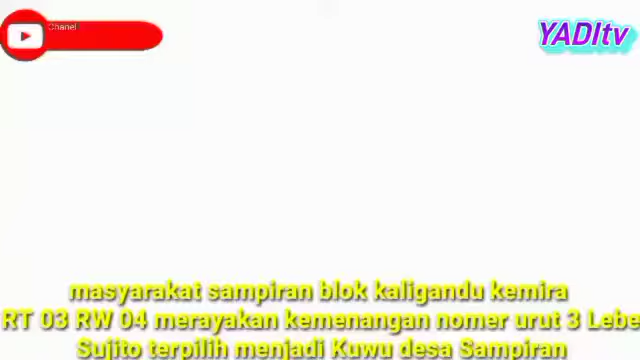 Chanel
YADItv
masyarakat sampiran blok kaligandu kemira
RT 03 RW 04 merayakan kemenangan nomer urut 3 Lebe
Sujito terpilih menjadi Kuwu desa Sampiran